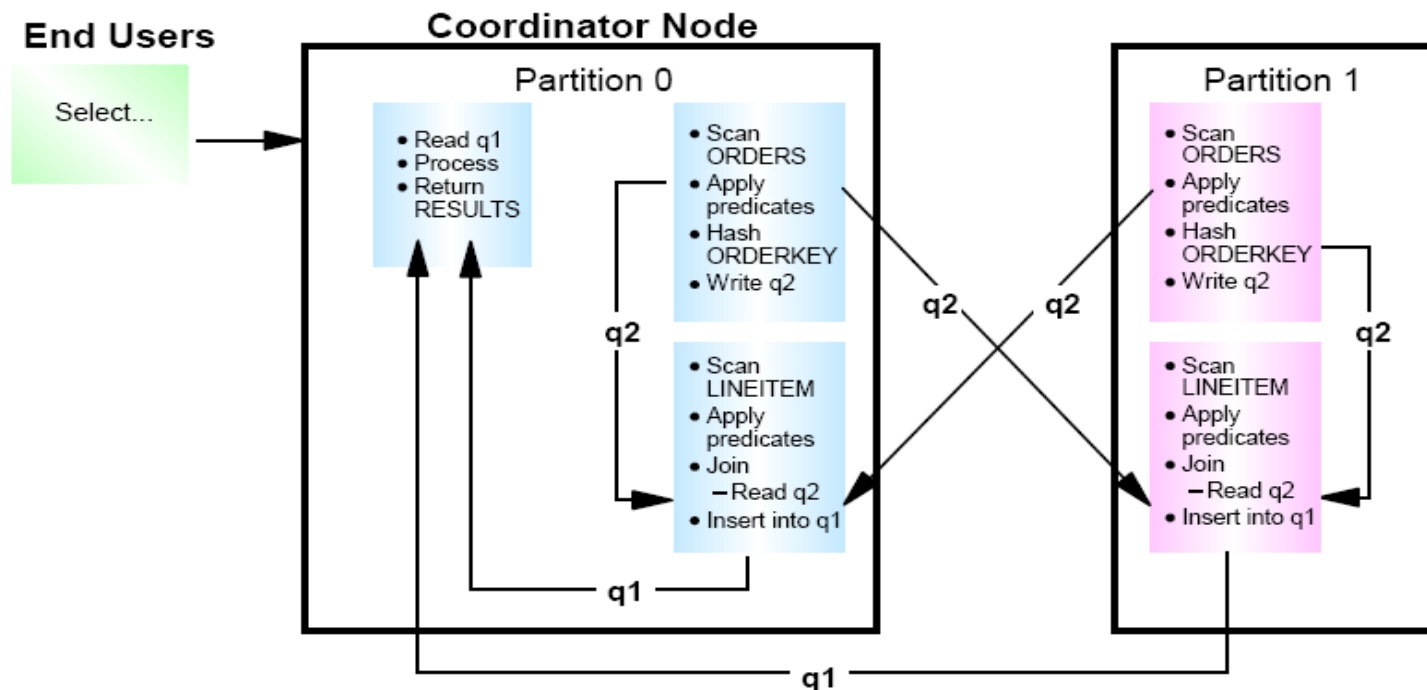 End Users
Select...
Coordinator Node
Partition 0
• Read q1
• Process
• Return
RESULTS
• Scan
ORDERS
• Apply
predicates
• Hash
ORDERKEY
• Write q2
q2
• Scan
LINEITEM
• Apply
predicates
• Join
– Read q2
• Insert into q1
q1
q2
q2
Partition 1
• Scan
ORDERS
• Apply
predicates
• Hash
ORDERKEY
• Write q2
q2
• Scan
LINEITEM
• Apply
predicates
• Join
– Read q2
• Insert into q1
q1